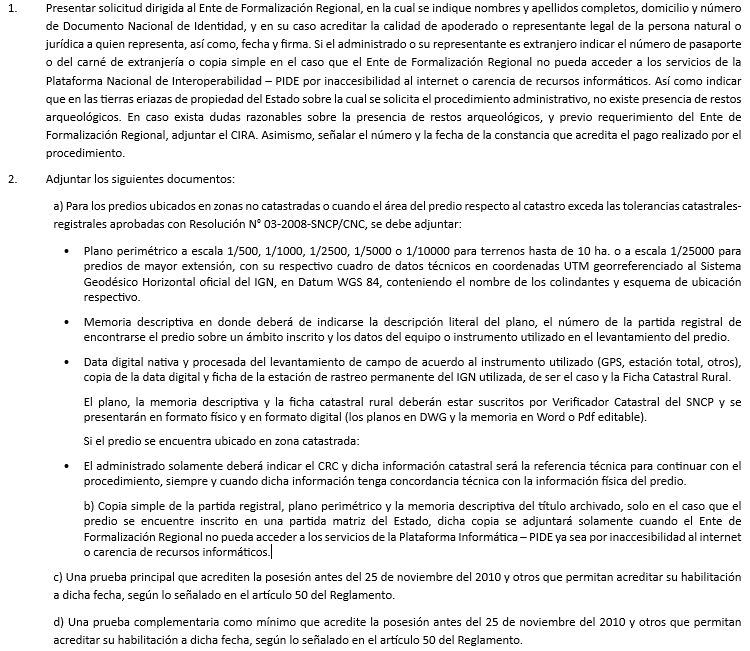 1. Presentar solicitud dirigida al Ente de Formalización Regional, en la cual se indique nombres y apellidos completos, domicilio y número
de Documento Nacional de Identidad, y en su caso acreditar la calidad de apoderado o representante legal de la persona natural o
jurídica a quien representa, así como, fecha y firma. Si el administrado o su representante es extranjero indicar el número de pasaporte
o del carné de extranjería o copia simple en el caso que el Ente de Formalización Regional no pueda acceder a los servicios de la
Plataforma Nacional de Interoperabilidad – PIDE por inaccesibilidad al internet o carencia de recursos informáticos. Así como indicar
que en las tierras eriazas de propiedad del Estado sobre la cual se solicita el procedimiento administrativo, no existe presencia de restos
arqueológicos. En caso exista dudas razonables sobre la presencia de restos arqueológicos, y previo requerimiento del Ente de
Formalización Regional, adjuntar el CIRA. Asimismo, señalar el número y la fecha de la constancia que acredita el pago realizado por el
procedimiento.
2. Adjuntar los siguientes documentos:
a) Para los predios ubicados en zonas no catastradas o cuando el área del predio respecto al catastro exceda las tolerancias catastrales-
registrales aprobadas con Resolución N° 03-2008-SNCP/CNC, se debe adjuntar:
• Plano perimétrico a escala 1/500, 1/1000, 1/2500, 1/5000 o 1/10000 para terrenos hasta de 10 ha. o a escala 1/25000 para
predios de mayor extensión, con su respectivo cuadro de datos técnicos en coordenadas UTM georreferenciado al Sistema
Geodésico Horizontal oficial del IGN, en Datum WGS 84, conteniendo el nombre de los colindantes y esquema de ubicación
respectivo.
• Memoria descriptiva en donde deberá de indicarse la descripción literal del plano, el número de la partida registral de
encontrarse el predio sobre un ámbito inscrito y los datos del equipo o instrumento utilizado en el levantamiento del predio.
• Data digital nativa y procesada del levantamiento de campo de acuerdo al instrumento utilizado (GPS, estación total, otros),
copia de la data digital y ficha de la estación de rastreo permanente del IGN utilizada, de ser el caso y la Ficha Catastral Rural.
El plano, la memoria descriptiva y la ficha catastral rural deberán estar suscritos por Verificador Catastral del SNCP y se
presentarán en formato físico y en formato digital (los planos en DWG y la memoria en Word o Pdf editable).
Si el predio se encuentra ubicado en zona catastrada:
• El administrado solamente deberá indicar el CRC y dicha información catastral será la referencia técnica para continuar con el
procedimiento, siempre y cuando dicha información tenga concordancia técnica con la información física del predio.
b) Copia simple de la partida registral, plano perimétrico y la memoria descriptiva del título archivado, solo en el caso que el
predio se encuentre inscrito en una partida matriz del Estado, dicha copia se adjuntará solamente cuando el Ente de
Formalización Regional no pueda acceder a los servicios de la Plataforma Informática – PIDE ya sea por inaccesibilidad al internet
o carencia de recursos informáticos.
c) Una prueba principal que acrediten la posesión antes del 25 de noviembre del 2010 y otros que permitan acreditar su habilitación
a dicha fecha, según lo señalado en el artículo 50 del Reglamento.
d) Una prueba complementaria como mínimo que acredite la posesión antes del 25 de noviembre del 2010 y otros que permitan
acreditar su habilitación a dicha fecha, según lo señalado en el artículo 50 del Reglamento.